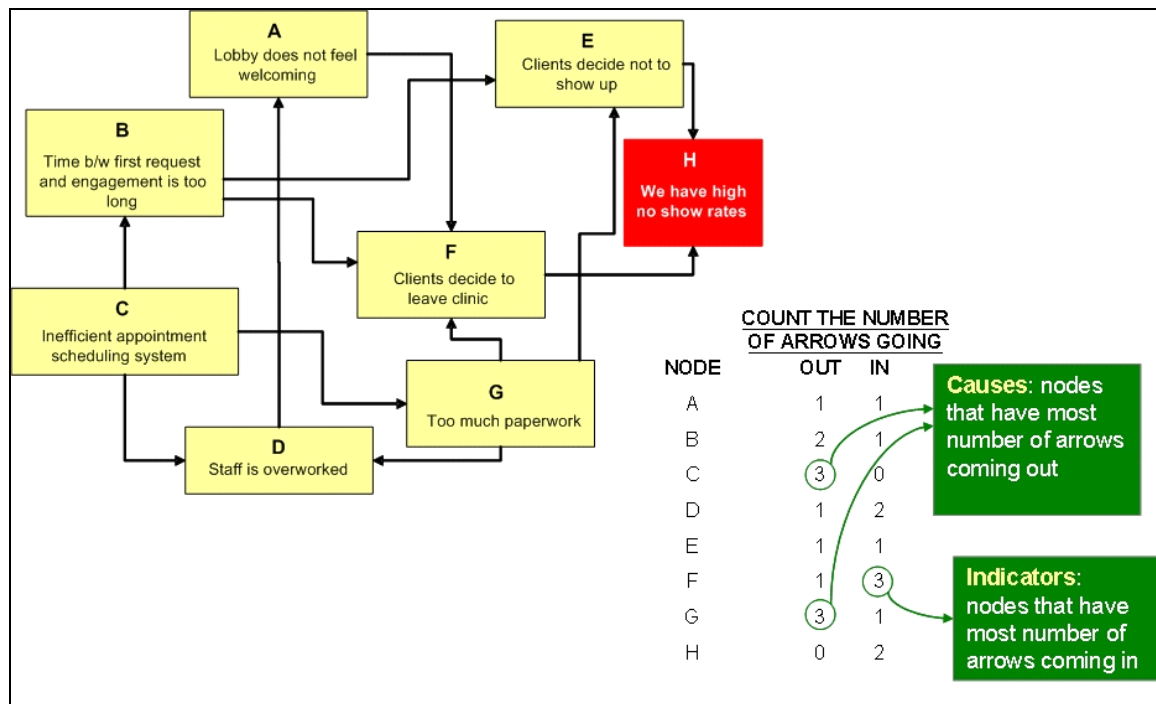 A
Lobby does not feel
welcoming
E
Clients decide not to
show up
B
Time b/w first request
and engagement is too
long
H
We have high
no show rates
F
Clients decide to
leave clinic
C
Inefficient appointment
scheduling system
G
Too much paperwork
D
Staff is overworked
COUNT THE NUMBER
OF ARROWS GOING
NODE OUT IN
A 1 1
B 2 1
C 3 0
D 1 2
E 1 1
F 1 3
G 3 1
H 0 2
Causes: nodes
that have most
number of arrows
coming out
Indicators:
nodes that have
most number of
arrows coming in